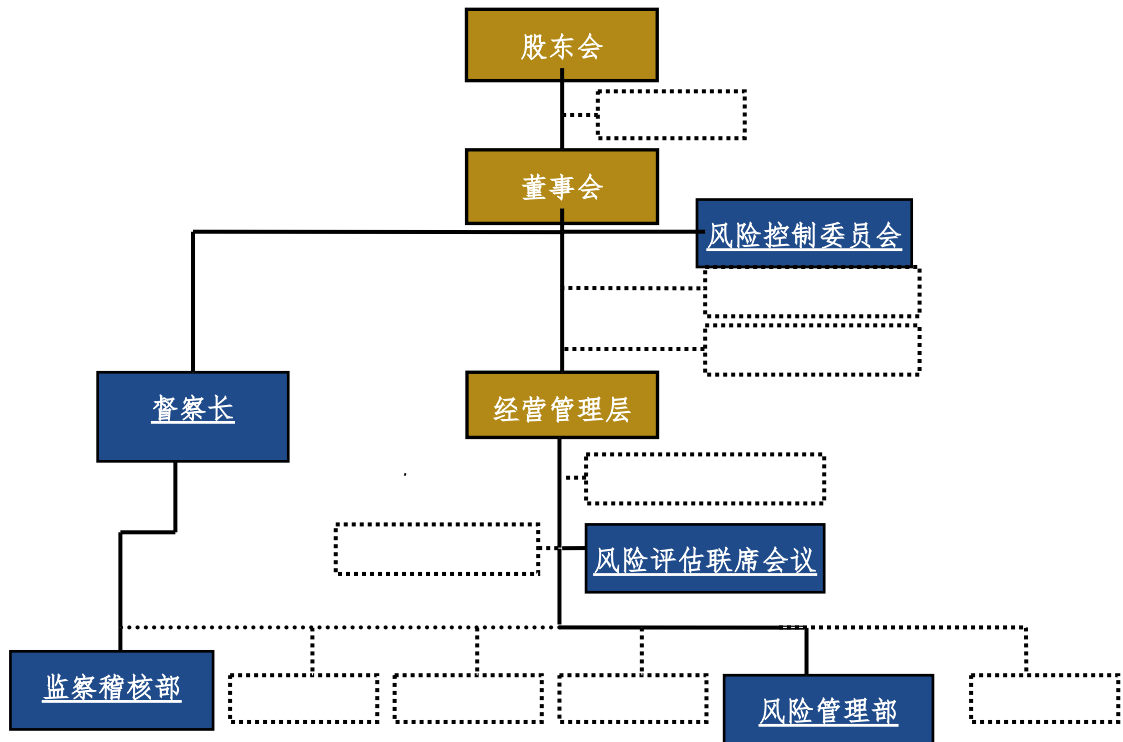 股东会
董事会
风险控制委员会
督察长
经营管理层
风险评估联席会议
监察稽核部
风险管理部